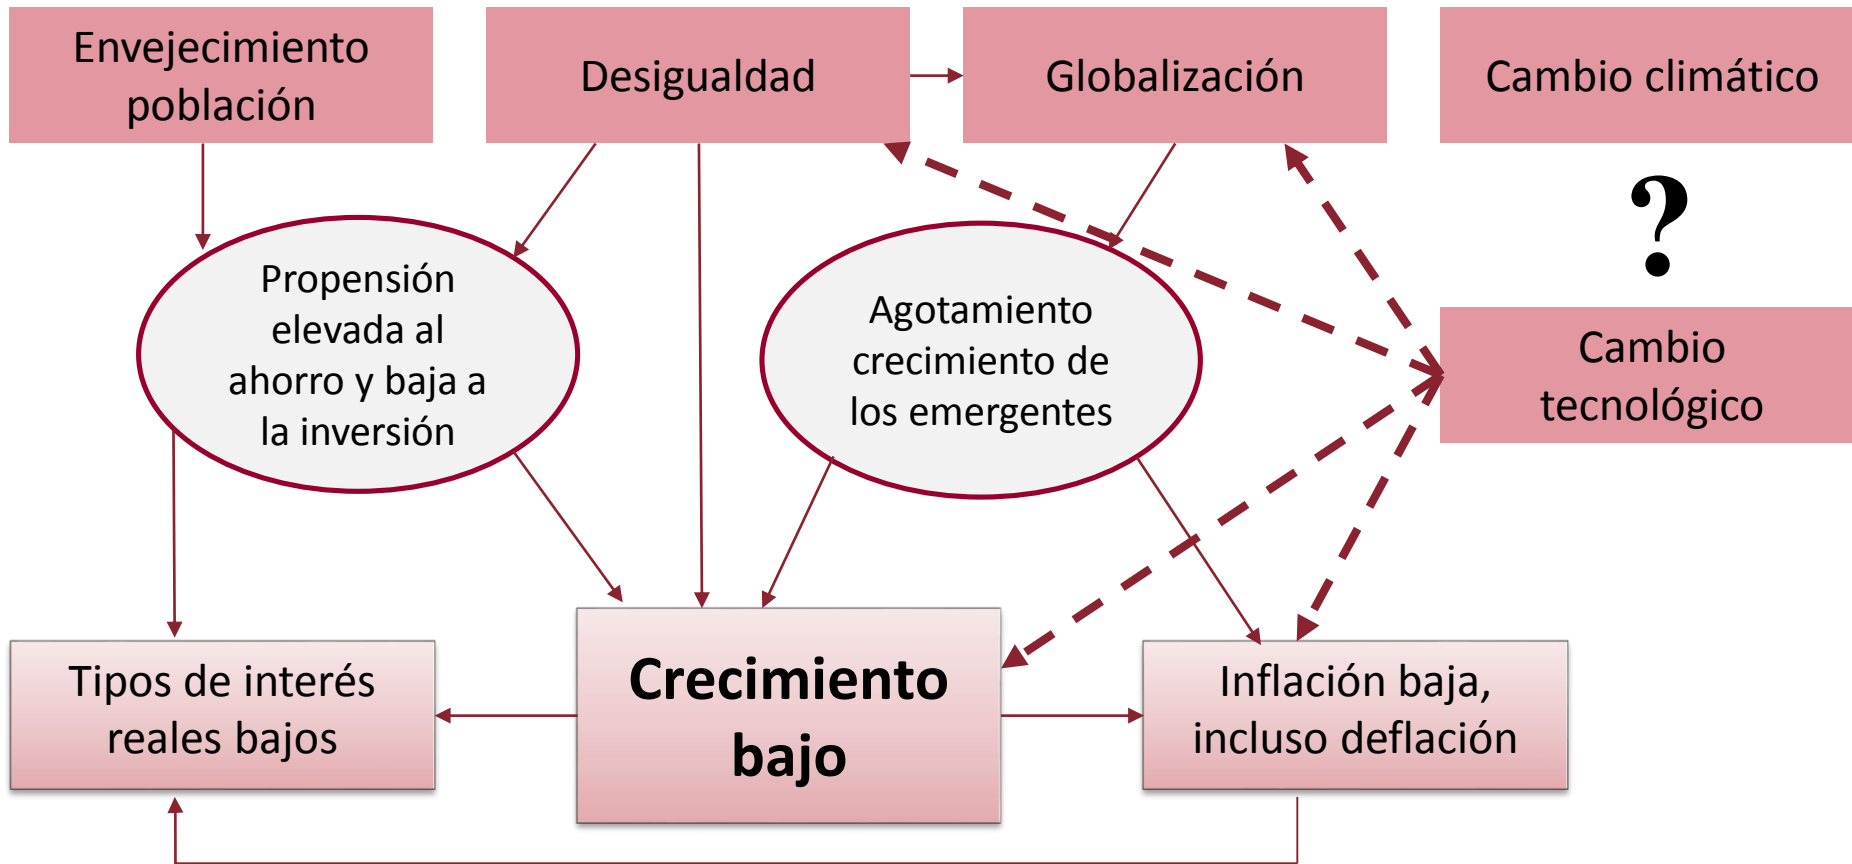 Envejecimiento
población
Desigualdad
Globalización
Cambio climático
?
Propensión
elevada al
ahorro y baja a
la inversión
Agotamiento
crecimiento de
los emergentes
Cambio
tecnológico
Tipos de interés
reales bajos
Crecimiento
bajo
Inflación baja,
incluso deflación